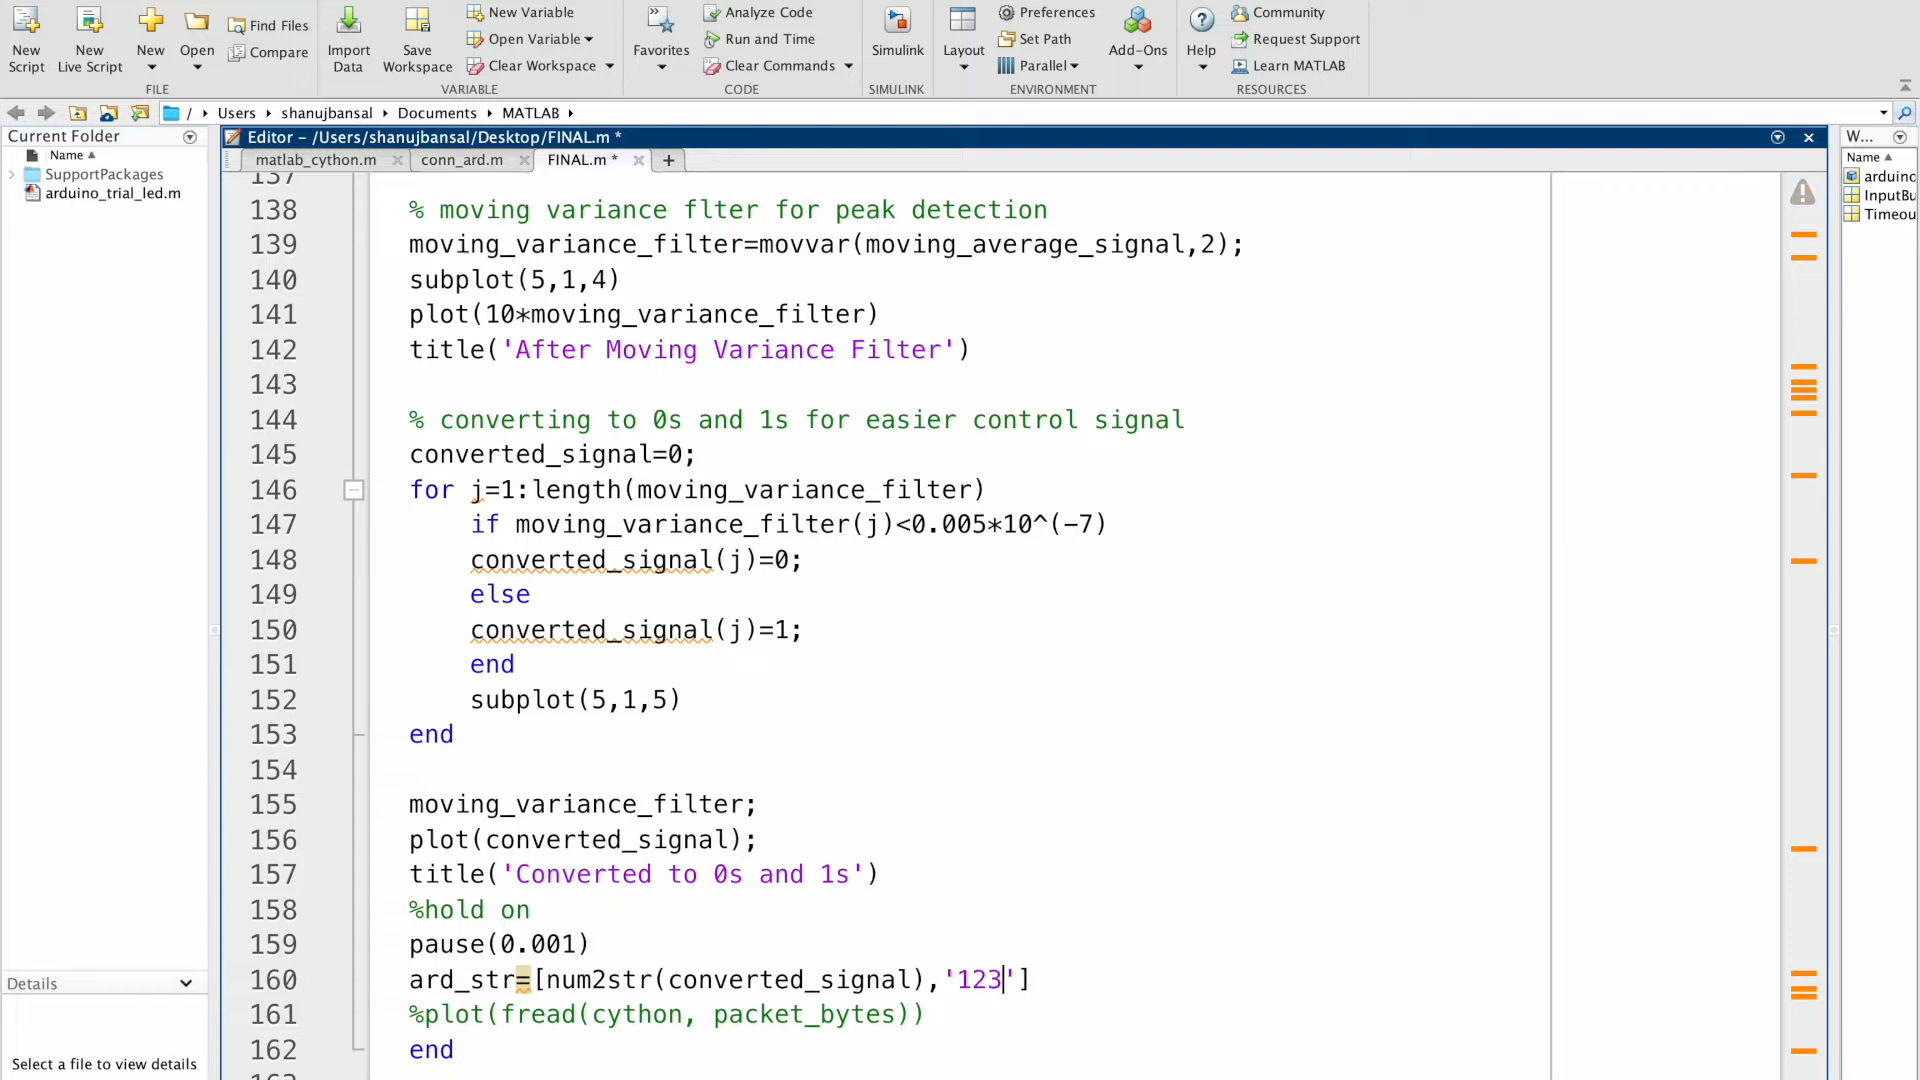 New Script
New Live Script
New
Open
Find Files
Compare
Import Data
Save Workspace
New Variable
Open Variable
Clear Workspace
Favorites
Analyze Code
Run and Time
Clear Commands
Simulink
Layout
Preferences
Set Path
Parallel
Add-Ons
Help
Community
Request Support
Learn MATLAB
FILE
VARIABLE
CODE
SIMULINK
ENVIRONMENT
RESOURCES
/ Users shanujbansal Documents MATLAB
Current Folder
Name
SupportPackages
arduino_trial_led.m
Details
Select a file to view details
Editor – /Users/shanujbansal/Desktop/FINAL.m *
matlab_cython.m
conn_ard.m
FINAL.m *
137
138 % moving variance flter for peak detection
139 moving_variance_filter=movvar(moving_average_signal,2);
140 subplot(5,1,4)
141 plot(10*moving_variance_filter)
142 title('After Moving Variance Filter')
143
144 % converting to 0s and 1s for easier control signal
145 converted_signal=0;
146 for j=1:length(moving_variance_filter)
147 if moving_variance_filter(j)<0.005*10^(-7)
148 converted_signal(j)=0;
149 else
150 converted_signal(j)=1;
151 end
152 subplot(5,1,5)
153 end
154
155 moving_variance_filter;
156 plot(converted_signal);
157 title('Converted to 0s and 1s')
158 %hold on
159 pause(0.001)
160 ard_str=[num2str(converted_signal),'123']
161 %plot(fread(cython, packet_bytes))
162 end
W...
Name
arduino
InputBu
Timeou